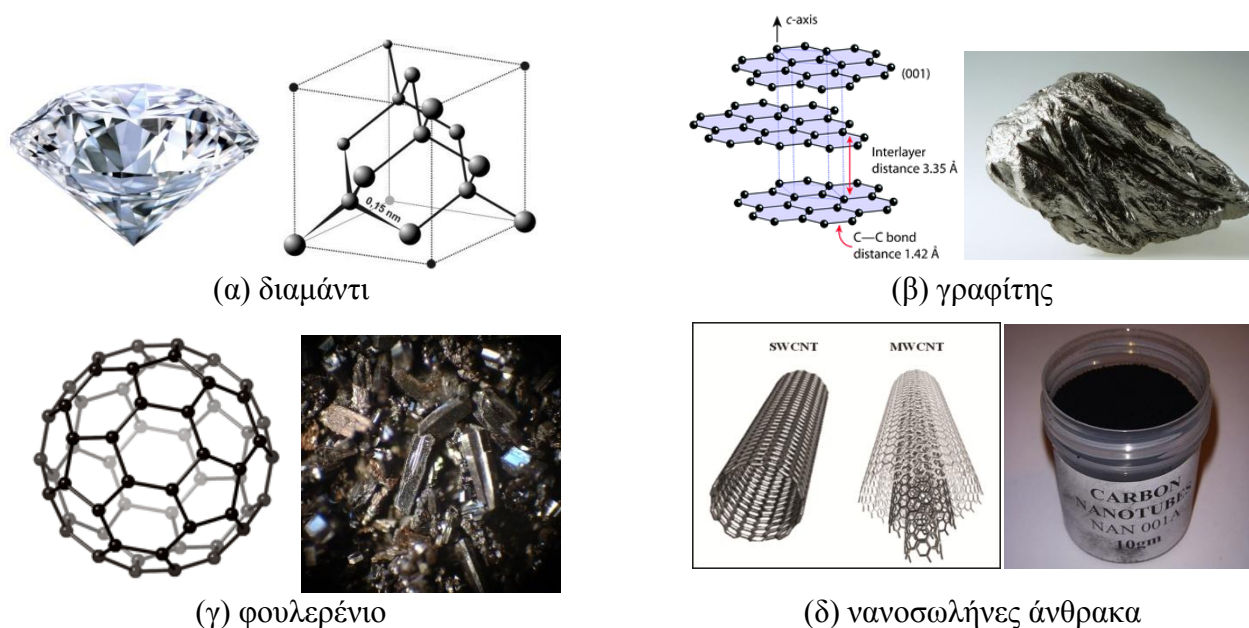 0,15 nm
c-axis
(001)
Interlayer
distance 3.35 Å
C—C bond
distance 1.42 Å
(α) διαμάντι
(β) γραφίτης
SWCNT
MWCNT
CARBON
NANOTUBES
NAN 001A
10gm
(γ) φουλερένιο
(δ) νανοσωλήνες άνθρακα